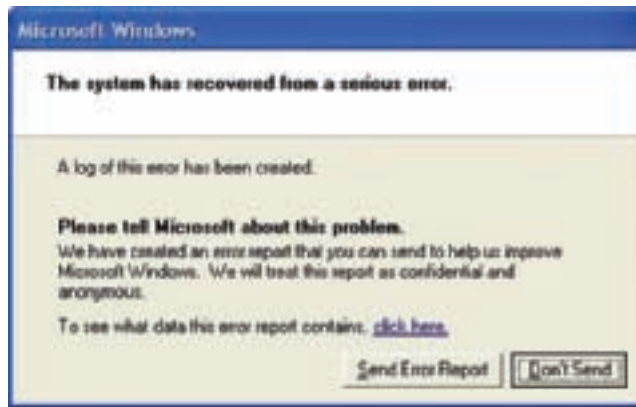 Microsoft Windows
The system has recovered from a serious error.
A log of this error has been created.
Please tell Microsoft about this problem.
We have created an error report that you can send to help us improve
Microsoft Windows. We will treat this report as confidential and
anonymous.
To see what data this error report contains, click here.
Send Error Report
Don't Send